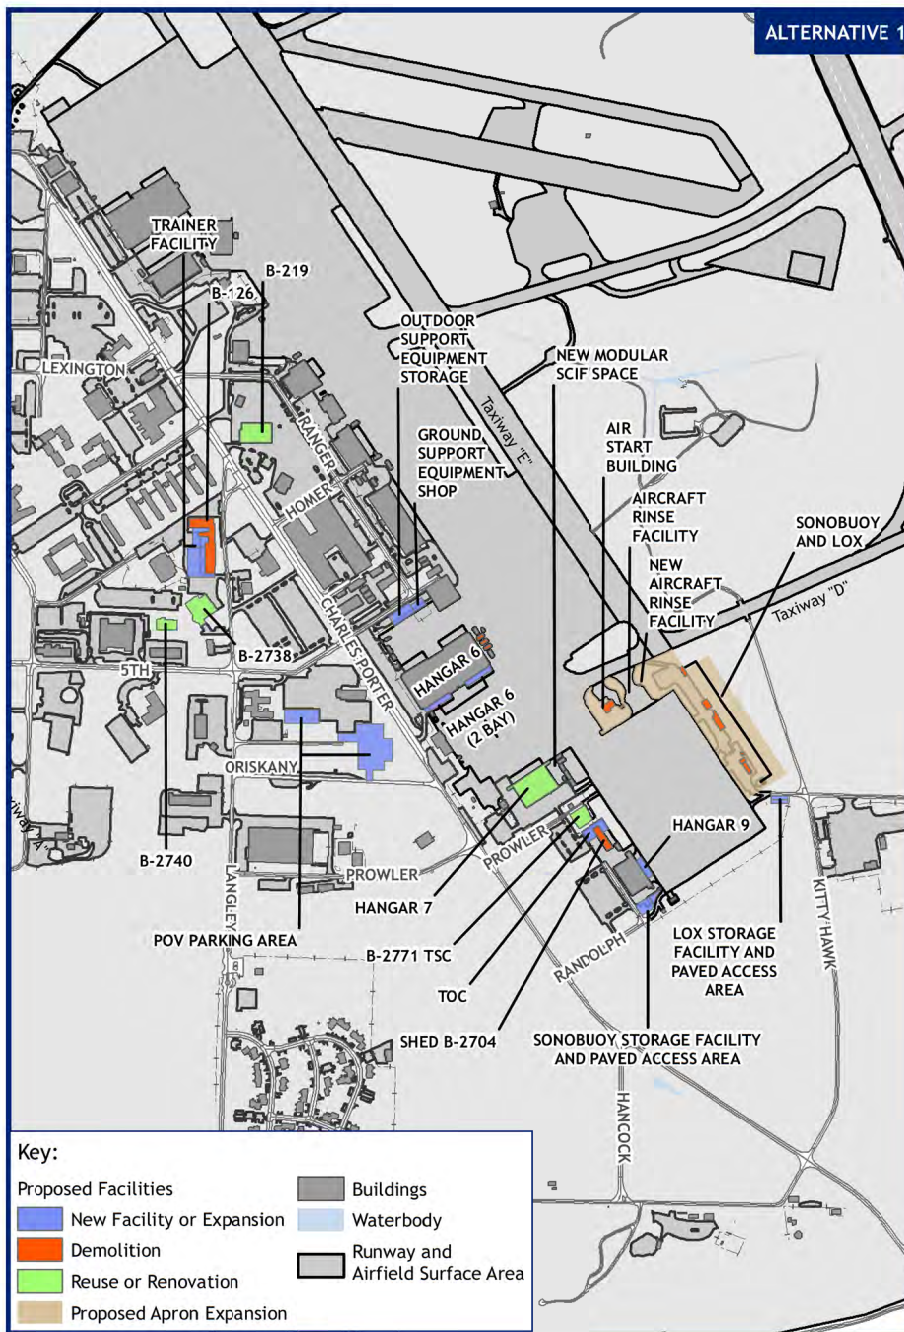 ALTERNATIVE 1
TRAINER
FACILITY
B-219
B-126
LEXINGTON
RANGER
HOMER
OUTDOOR
SUPPORT
EQUIPMENT
STORAGE
GROUND
SUPPORT
EQUIPMENT
SHOP
NEW MODULAR
SCIF SPACE
Taxiway "E"
AIR
START
BUILDING
AIRCRAFT
RINSE
FACILITY
NEW
AIRCRAFT
RINSE
FACILITY
SONOBUOY
AND LOX
Taxiway "D"
CHARLES PORTER
B-2738
5TH
HANGAR 6
HANGAR 6
(2 BAY)
ORISKANY
B-2740
LANGLEY
PROWLER
PROWLER
HANGAR 9
HANGAR 7
POV PARKING AREA
B-2771 TSC
TOC
SHED B-2704
RANDOLPH
LOX STORAGE
FACILITY AND
PAVED ACCESS
AREA
KITTY HAWK
SONOBUOY STORAGE FACILITY
AND PAVED ACCESS AREA
HANCOCK
Key:
Proposed Facilities
New Facility or Expansion
Demolition
Reuse or Renovation
Proposed Apron Expansion
Buildings
Waterbody
Runway and
Airfield Surface Area